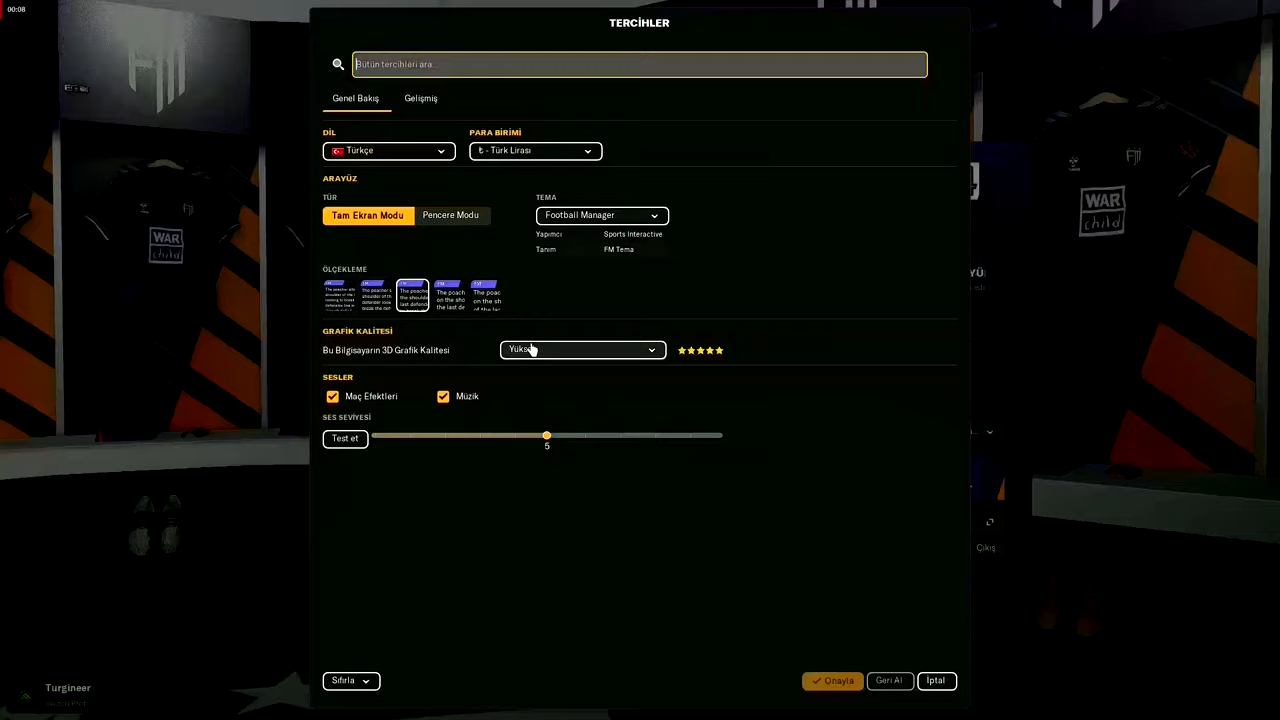 00:08
TERCİHLER
Bütün tercihleri ara...
Genel Bakış Gelişmiş
DİL PARA BİRİMİ
Türkçe ₺ - Türk Lirası
ARAYÜZ
TÜR TEMA
Tam Ekran Modu Pencere Modu Football Manager
Yapımcı Sports Interactive
Tanım FM Tema
ÖLÇEKLEME
GRAFİK KALİTESİ
Bu Bilgisayarın 3D Grafik Kalitesi
SESLER
Maç Efektleri Müzik
SES SEVİYESİ
Test et
5
Sıfırla Onayla Geri Al İptal
WAR
child
WAR
child
Çıkış
Turgineer